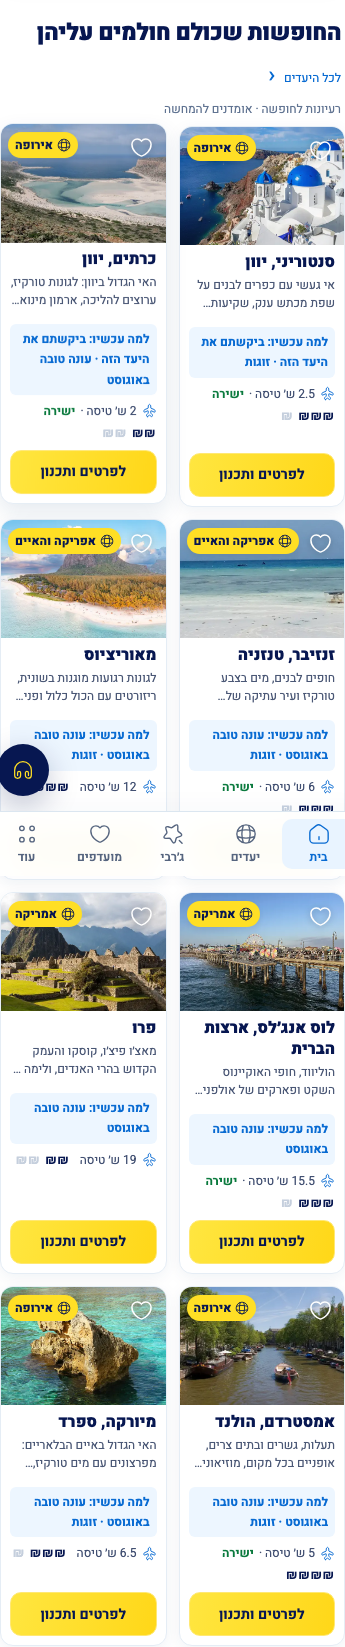 החופשות שכולם חולמים עליהן
לכל היעדים
רעיונות לחופשה · אומדנים להמחשה
אירופה
סנטוריני, יוון
אי געשי עם כפרים לבנים על
שפת מכתש ענק, שקיעות...
למה עכשיו: ביקשתם את
היעד הזה · זוגות
2.5 ש׳ טיסה · ישירה
₪₪₪ ₪
לפרטים ותכנון
אירופה
כרתים, יוון
האי הגדול ביוון: לגונות טורקיז,
ערוצים להליכה, ארמון מינוא...
למה עכשיו: ביקשתם את
היעד הזה · עונה טובה
באוגוסט
2 ש׳ טיסה · ישירה
₪₪ ₪₪
לפרטים ותכנון
אפריקה והאיים
זנזיבר, טנזניה
חופים לבנים, מים בצבע
טורקיז ועיר עתיקה של...
למה עכשיו: עונה טובה
באוגוסט · זוגות
6 ש׳ טיסה · ישירה
₪₪₪ ₪
אפריקה והאיים
מאוריציוס
לגונות רגועות מוגנות בשונית,
ריזורטים עם הכול כלול ופני...
למה עכשיו: עונה טובה
באוגוסט · זוגות
12 ש׳ טיסה
₪₪
בית
יעדים
ג׳רבי
מועדפים
עוד
אמריקה
לוס אנג׳לס, ארצות
הברית
הוליווד, חופי האוקיינוס
השקט ופארקים של אולפני...
למה עכשיו: עונה טובה
באוגוסט
15.5 ש׳ טיסה · ישירה
₪₪₪ ₪
לפרטים ותכנון
אמריקה
פרו
מאצ׳ו פיצ׳ו, קוסקו והעמק
הקדוש בהרי האנדים, ולימה ...
למה עכשיו: עונה טובה
באוגוסט
19 ש׳ טיסה ₪₪ ₪₪
לפרטים ותכנון
אירופה
אמסטרדם, הולנד
תעלות, גשרים ובתים צרים,
אופניים בכל מקום, מוזיאוני...
למה עכשיו: עונה טובה
באוגוסט · זוגות
5 ש׳ טיסה · ישירה
₪₪₪₪
לפרטים ותכנון
אירופה
מיורקה, ספרד
האי הגדול באיים הבלאריים:
מפרצונים עם מים טורקיז,...
למה עכשיו: עונה טובה
באוגוסט · זוגות
6.5 ש׳ טיסה ₪₪₪ ₪
לפרטים ותכנון